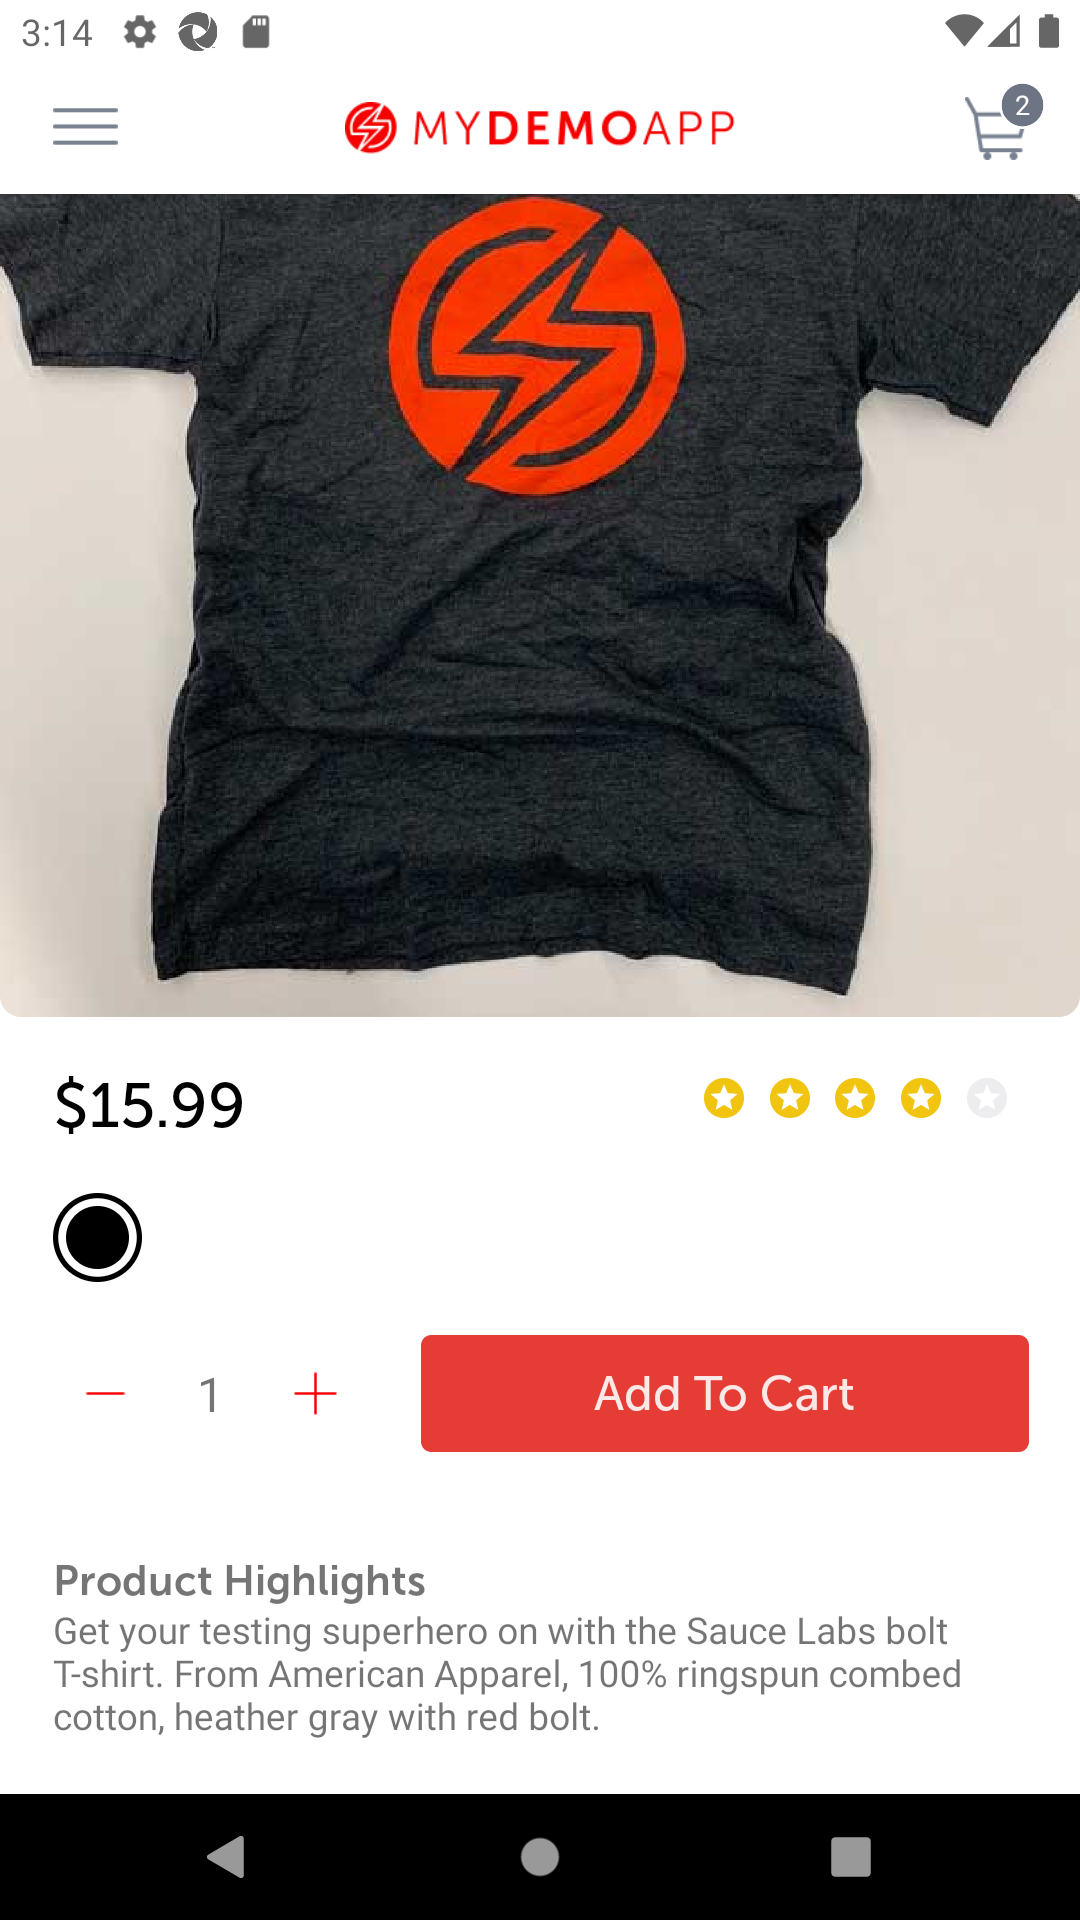 3:14
MYDEMOAPP
2
$15.99
1
Add To Cart
Product Highlights
Get your testing superhero on with the Sauce Labs bolt
T-shirt. From American Apparel, 100% ringspun combed
cotton, heather gray with red bolt.